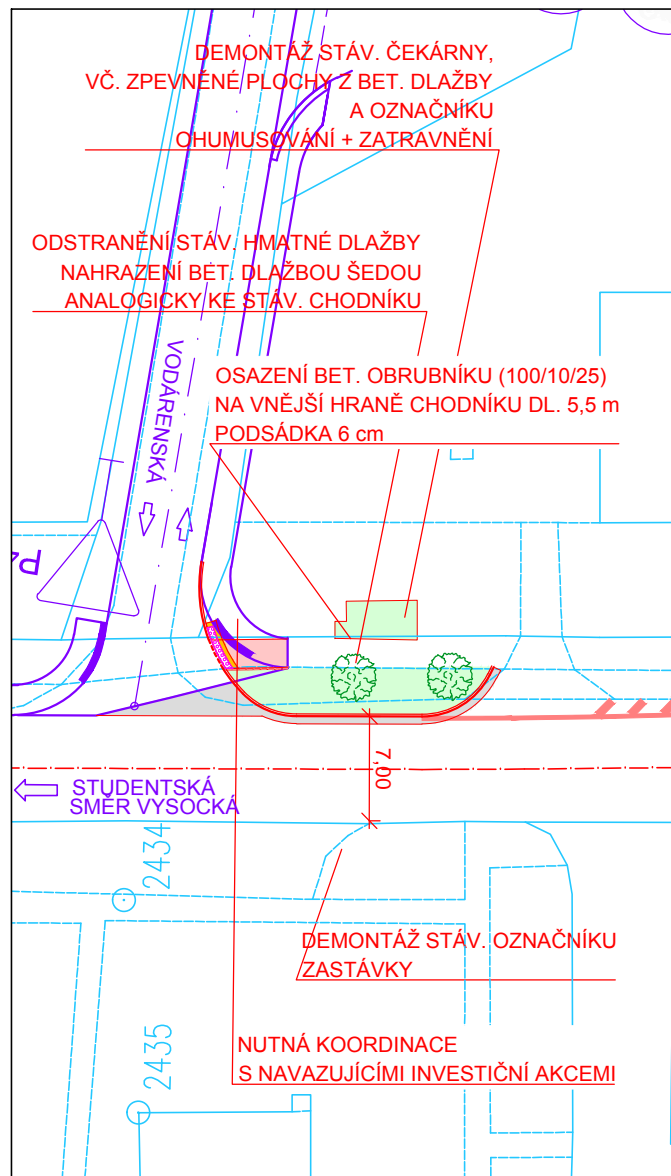 DEMONTÁŽ STÁV. ČEKÁRNY,
VČ. ZPEVNĚNÉ PLOCHY Z BET. DLAŽBY
A OZNAČNÍKU
OHUMUSOVÁNÍ + ZATRAVNĚNÍ
ODSTRANĚNÍ STÁV. HMATNÉ DLAŽBY
NAHRAZENÍ BET. DLAŽBOU ŠEDOU
ANALOGICKY KE STÁV. CHODNÍKU
VODÁRENSKÁ
OSAZENÍ BET. OBRUBNÍKU (100/10/25)
NA VNĚJŠÍ HRANĚ CHODNÍKU DL. 5,5 m
PODSÁDKA 6 cm
7,00
STUDENTSKÁ
SMĚR VYSOCKÁ
2434
DEMONTÁŽ STÁV. OZNAČNÍKU
ZASTÁVKY
2435
NUTNÁ KOORDINACE
S NAVAZUJÍCÍMI INVESTIČNÍ AKCEMI